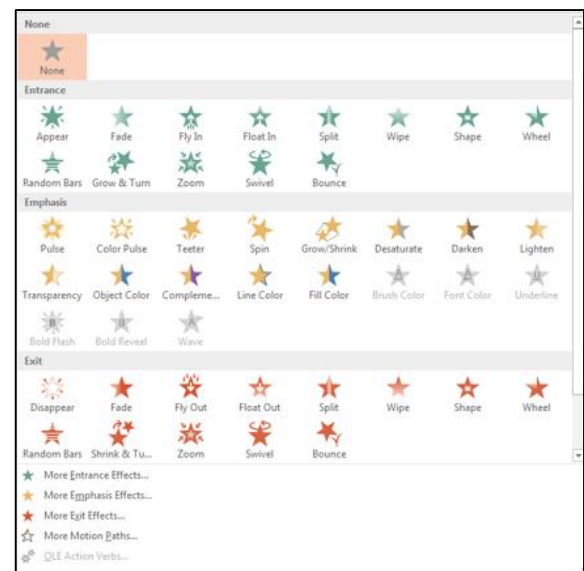 None
None
Entrance
Appear Fade Fly In Float In Split Wipe Shape Wheel
Random Bars Grow & Turn Zoom Swivel Bounce
Emphasis
Pulse Color Pulse Teeter Spin Grow/Shrink Desaturate Darken Lighten
Transparency Object Color Compleme... Line Color Fill Color Brush Color Font Color Underline
Bold Flash Bold Reveal Wave
Exit
Disappear Fade Fly Out Float Out Split Wipe Shape Wheel
Random Bars Shrink & Tu... Zoom Swivel Bounce
More Entrance Effects...
More Emphasis Effects...
More Exit Effects...
More Motion Paths...
OLE Action Verbs...